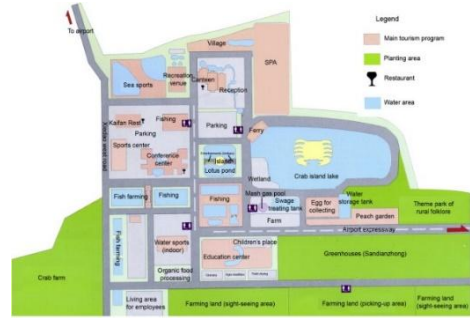 To airport
Xiedao west road
Village
SPA
Sea sports
Recreation
venue
Canteen
Reception
Legend
Main tourism program
Planting area
Restaurant
Water area
Kaifan Rest
Fishing
Parking
Sports center
Conference
center
Parking
Ferry
Lotus pond
Wetland
Crab island lake
Fish farming
Fishing
Fishing
Mash gas pool
Swage
treating tank
Farm
Egg for
collecting
Water
storage tank
Peach garden
Theme park of
rural folklore
Airport expressway
Fish farming
Water sports
(indoor)
Organic food
processing
Children's place
Education center
Greenhouses (Sandianzhong)
Crab farm
Living area
for employees
Farming land (sight-seeing area)
Farming land (picking-up area)
Farming land
(sight-seeing area)